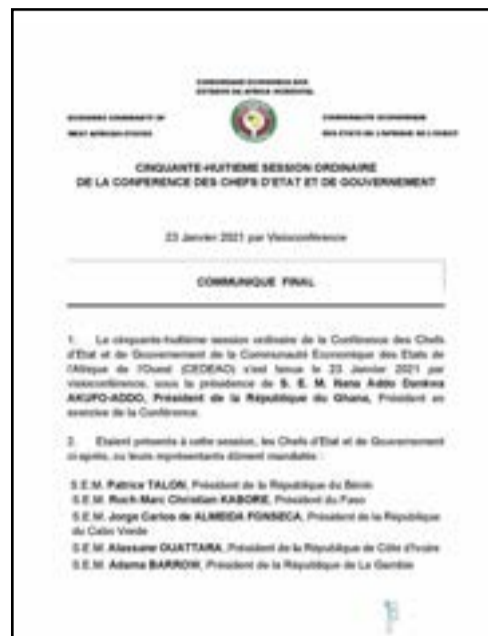 COMUNIDADE ECONOMICA DOS
ESTADOS DA AFRICA OCIDENTAL
ECONOMIC COMMUNITY OF
WEST AFRICAN STATES
COMMUNAUTE ECONOMIQUE
DES ETATS DE L'AFRIQUE DE L'OUEST
CINQUANTE-HUITIEME SESSION ORDINAIRE
DE LA CONFERENCE DES CHEFS D'ETAT ET DE GOUVERNEMENT
23 Janvier 2021 par Visioconférence
COMMUNIQUE FINAL
1. La cinquante-huitième session ordinaire de la Conférence des Chefs
d'Etat et de Gouvernement de la Communauté Economique des Etats de
l'Afrique de l'Ouest (CEDEAO) s'est tenue le 23 Janvier 2021 par
visioconférence, sous la présidence de S. E. M. Nana Addo Dankwa
AKUFO-ADDO, Président de la République du Ghana, Président en
exercice de la Conférence.
2. Etaient présents à cette session, les Chefs d'Etat et de Gouvernement
ci-après, ou leurs représentants dûment mandatés :
S.E.M. Patrice TALON, Président de la République du Bénin
S.E.M. Roch Marc Christian KABORE, Président du Faso
S.E.M. Jorge Carlos de ALMEIDA FONSECA, Président de la République
du Cabo Verde
S.E.M. Alassane OUATTARA, Président de la République de Côte d'Ivoire
S.E.M. Adama BARROW, Président de la République de La Gambie